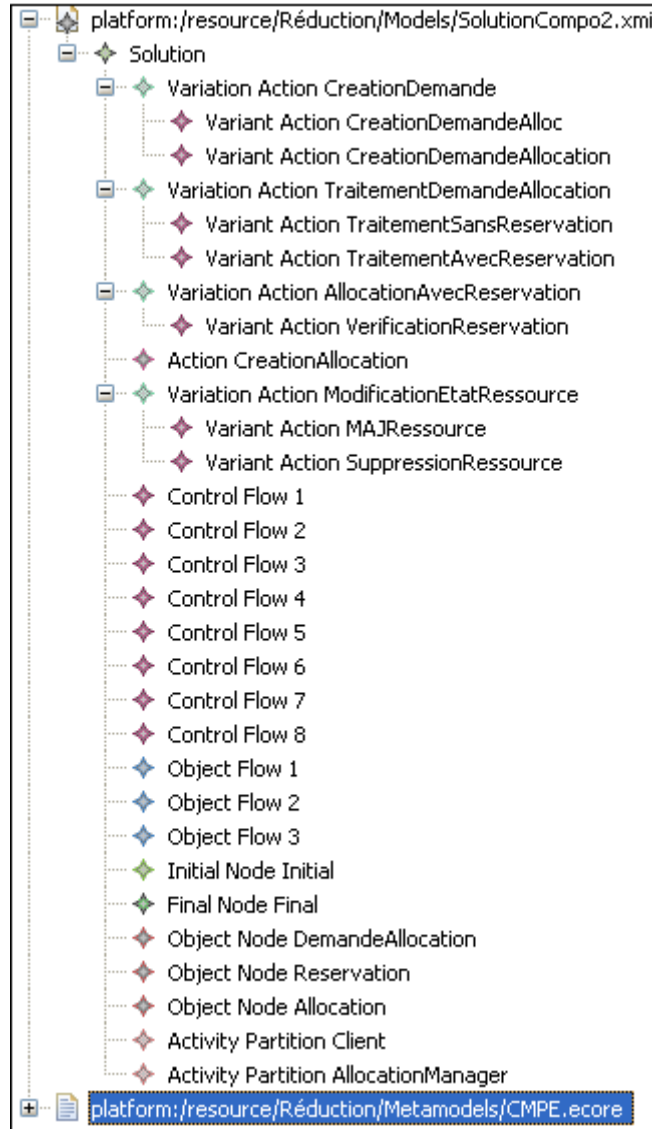 platform:/resource/Réduction/Models/SolutionCompo2.xmi
Solution
Variation Action CreationDemande
Variant Action CreationDemandeAlloc
Variant Action CreationDemandeAllocation
Variation Action TraitementDemandeAllocation
Variant Action TraitementSansReservation
Variant Action TraitementAvecReservation
Variation Action AllocationAvecReservation
Variant Action VerificationReservation
Action CreationAllocation
Variation Action ModificationEtatRessource
Variant Action MAJRessource
Variant Action SuppressionRessource
Control Flow 1
Control Flow 2
Control Flow 3
Control Flow 4
Control Flow 5
Control Flow 6
Control Flow 7
Control Flow 8
Object Flow 1
Object Flow 2
Object Flow 3
Initial Node Initial
Final Node Final
Object Node DemandeAllocation
Object Node Reservation
Object Node Allocation
Activity Partition Client
Activity Partition AllocationManager
platform:/resource/Réduction/Metamodels/CMPE.ecore